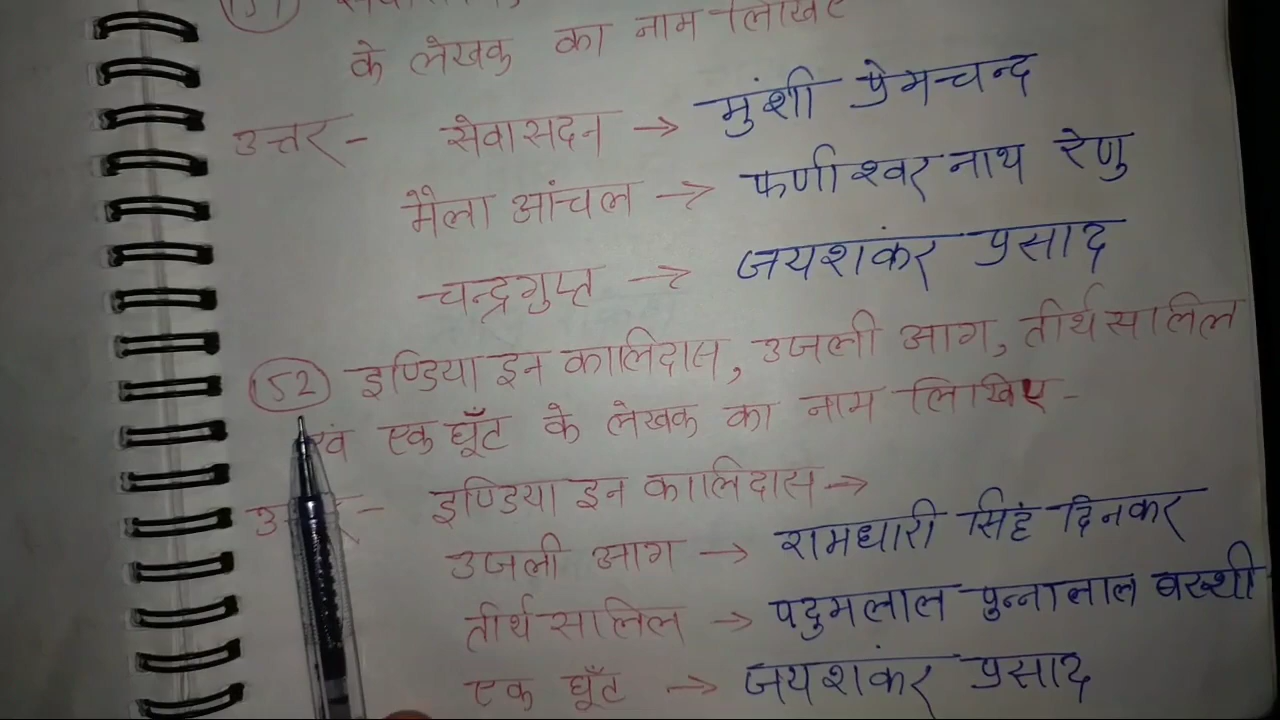 के लेखक का नाम लिखिए
उत्तर- सेवासदन → मुंशी प्रेमचन्द
मैला आंचल → फणीश्वर नाथ रेणु
चन्द्रगुप्त → जयशंकर प्रसाद
52 इण्डिया इन कालिदास, उजली आग, तीर्थसलिल
एवं एक घूँट के लेखक का नाम लिखिए-
उत्तर- इण्डिया इन कालिदास →
उजली आग → रामधारी सिहं दिनकर
तीर्थसलिल → पदुमलाल पुन्नालाल बख्शी
एक घूँट → जयशंकर प्रसाद